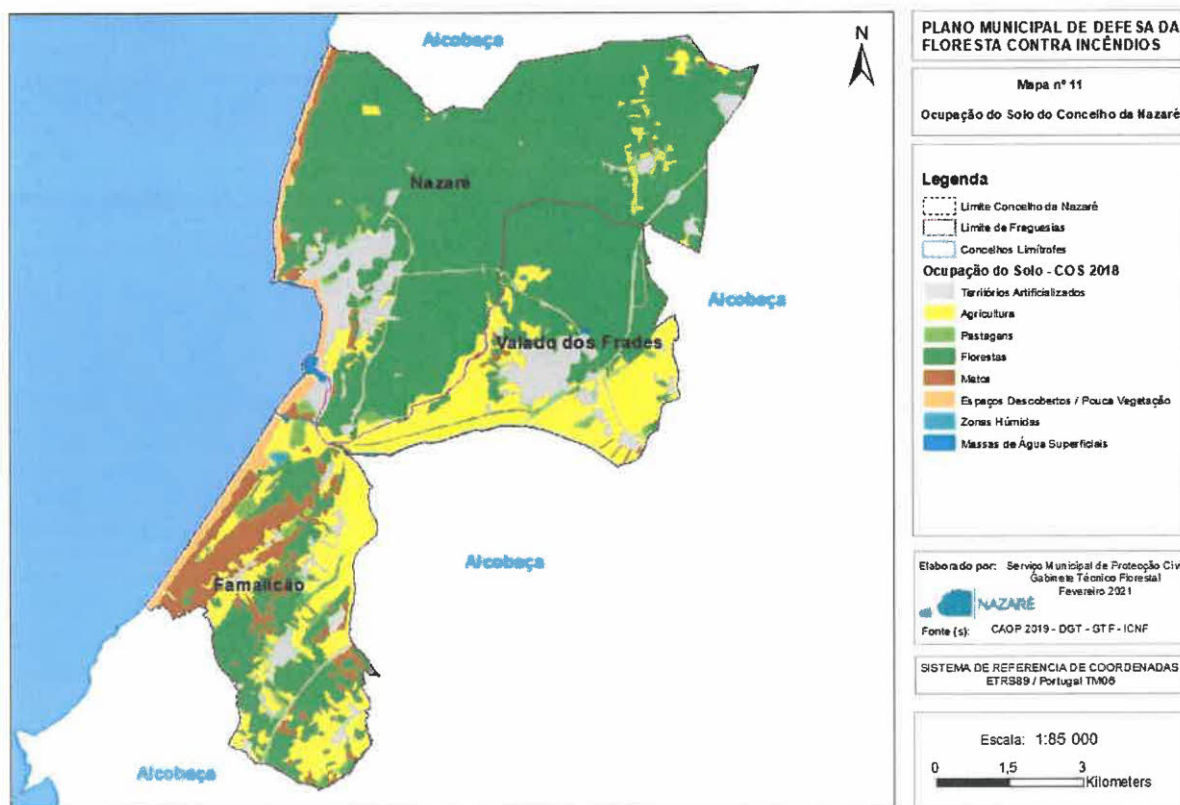 Alcobaça
N
Nazaré
Alcobaça
Valado dos Frades
Alcobaça
Famalicão
Alcobaça
PLANO MUNICIPAL DE DEFESA DA
FLORESTA CONTRA INCÊNDIOS
Mapa nº 11
Ocupação do Solo do Concelho da Nazaré
Legenda
Limite Concelho da Nazaré
Limite de Freguesias
Concelhos Limítrofes
Ocupação do Solo - COS 2018
Territórios Artificializados
Agricultura
Pastagens
Florestas
Matos
Espaços Descobertos / Pouca Vegetação
Zonas Húmidas
Massas de Água Superficiais
Elaborado por: Serviço Municipal de Protecção Civ
Gabinete Técnico Florestal
Fevereiro 2021
NAZARÉ
Fonte (s): CAOP 2019 - DGT - GTF - ICNF
SISTEMA DE REFERENCIA DE COORDENADAS
ETRS89 / Portugal TM06
Escala: 1:85 000
0 1,5 3
Kilometers